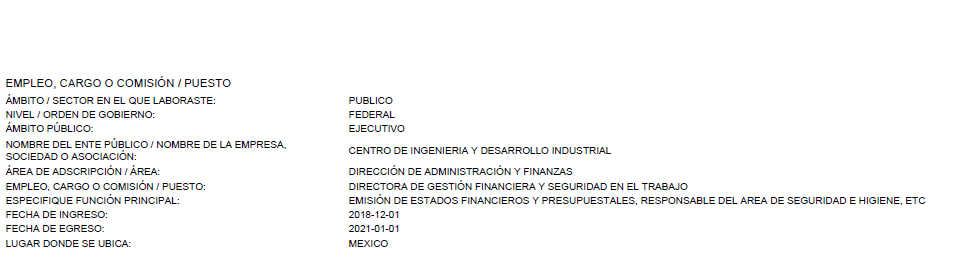 EMPLEO, CARGO O COMISIÓN / PUESTO
ÁMBITO / SECTOR EN EL QUE LABORASTE: PUBLICO
NIVEL / ORDEN DE GOBIERNO: FEDERAL
ÁMBITO PÚBLICO: EJECUTIVO
NOMBRE DEL ENTE PÚBLICO / NOMBRE DE LA EMPRESA,
SOCIEDAD O ASOCIACIÓN: CENTRO DE INGENIERIA Y DESARROLLO INDUSTRIAL
ÁREA DE ADSCRIPCIÓN / ÁREA: DIRECCIÓN DE ADMINISTRACIÓN Y FINANZAS
EMPLEO, CARGO O COMISIÓN / PUESTO: DIRECTORA DE GESTIÓN FINANCIERA Y SEGURIDAD EN EL TRABAJO
ESPECIFIQUE FUNCIÓN PRINCIPAL: EMISIÓN DE ESTADOS FINANCIEROS Y PRESUPUESTALES, RESPONSABLE DEL AREA DE SEGURIDAD E HIGIENE, ETC
FECHA DE INGRESO: 2018-12-01
FECHA DE EGRESO: 2021-01-01
LUGAR DONDE SE UBICA: MEXICO